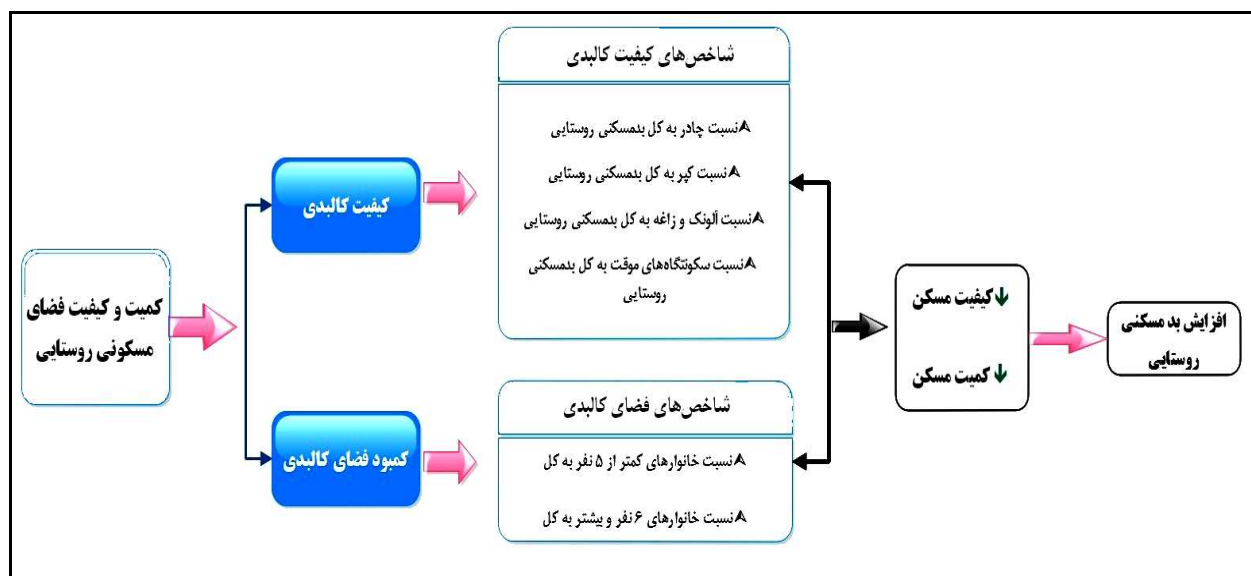 کمیت و کیفیت فضای
مسکونی روستایی
کیفیت کالبدی
کمبود فضای کالبدی
شاخص‌های کیفیت کالبدی
نسبت چادر به کل بدمسکنی روستایی
نسبت کپر به کل بدمسکنی روستایی
نسبت آلونک و زاغه به کل بدمسکنی روستایی
نسبت سکونتگاه‌های موقت به کل بدمسکنی
روستایی
شاخص‌های فضای کالبدی
نسبت خانوارهای کمتر از ۵ نفر به کل
نسبت خانوارهای ۶ نفر و بیشتر به کل
کیفیت مسکن
کمیت مسکن
افزایش بد مسکنی
روستایی